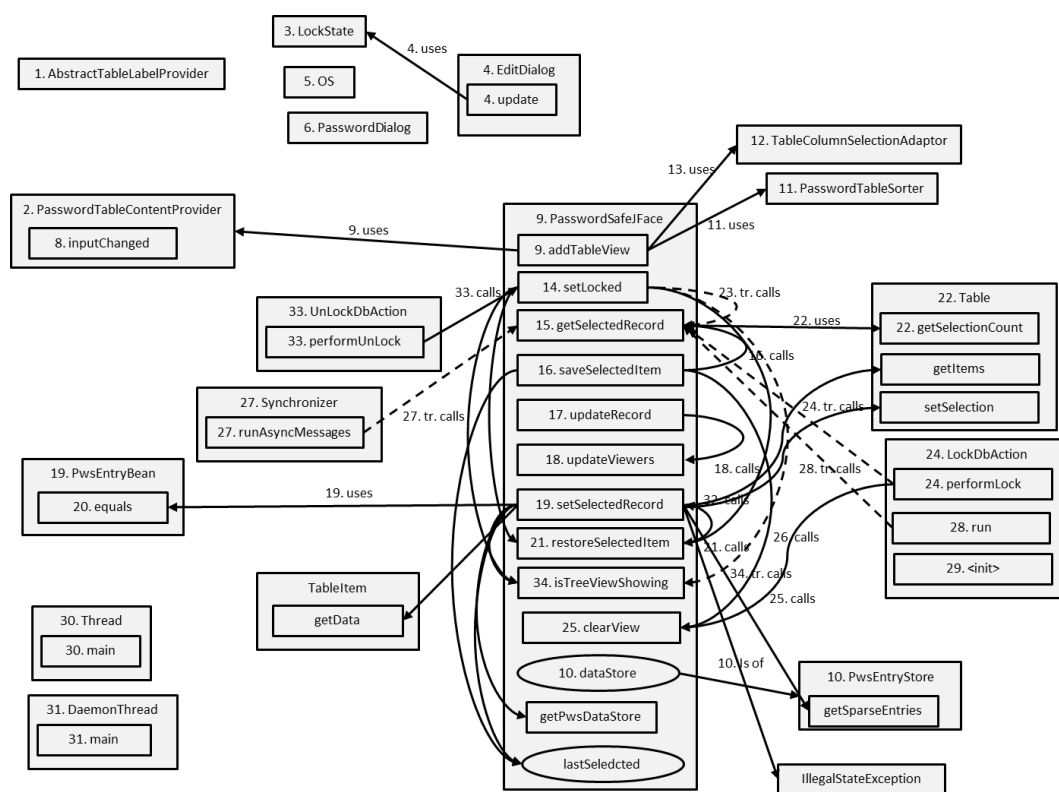 3. LockState
4. uses
1. AbstractTableLabelProvider
5. OS
4. EditDialog
4. update
6. PasswordDialog
12. TableColumnSelectionAdaptor
13. uses
11. PasswordTableSorter
2. PasswordTableContentProvider
8. inputChanged
9. uses
9. PasswordSafeJFace
11. uses
9. addTableView
14. setLocked
33. calls
23. tr. calls
33. UnLockDbAction
33. performUnLock
15. getSelectedRecord
22. uses
22. Table
22. getSelectionCount
16. saveSelectedItem
calls
getItems
27. Synchronizer
27. runAsyncMessages
27. tr. calls
17. updateRecord
24. tr. calls
setSelection
18. updateViewers
18. calls
28. tr. calls
24. LockDbAction
24. performLock
19. PwsEntryBean
20. equals
19. uses
19. setSelectedRecord
32. calls
28. run
21. restoreSelectedItem
21. calls
26. calls
29. <init>
TableItem
getData
34. isTreeViewShowing
34. tr. calls
25. calls
30. Thread
30. main
25. clearView
10. Is of
10. dataStore
10. PwsEntryStore
getSparseEntries
31. DaemonThread
31. main
getPwsDataStore
lastSeledcted
IllegalStateException